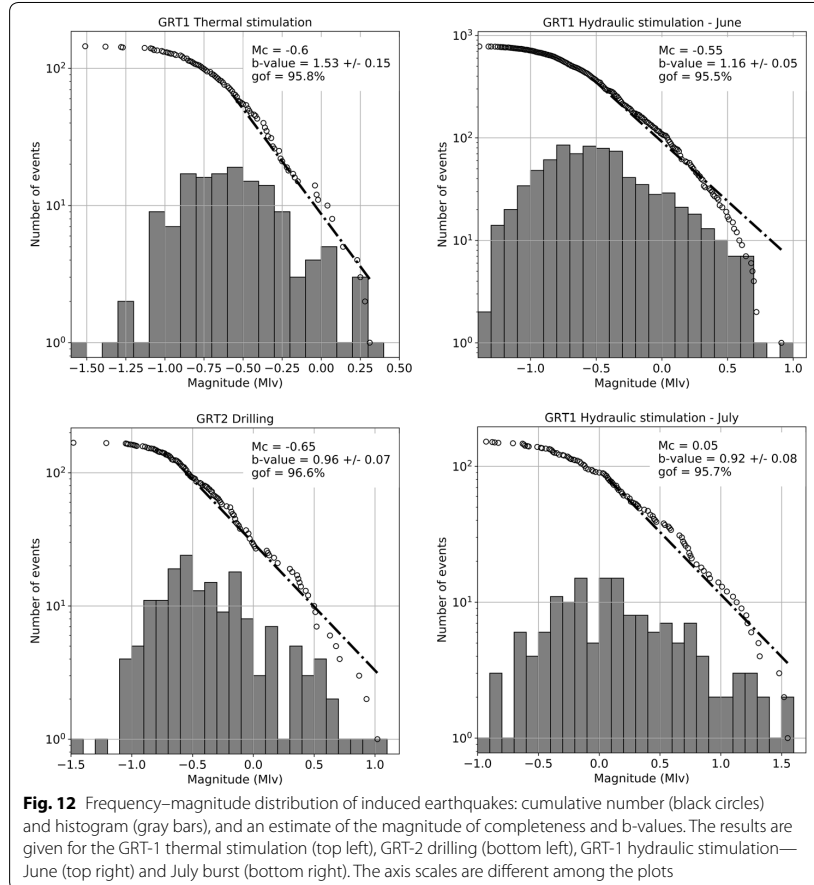 GRT1 Thermal stimulation
Mc = -0.6
b-value = 1.53 +/- 0.15
gof = 95.8%
Number of events
10²
10¹
10⁰
−1.50 −1.25 −1.00 −0.75 −0.50 −0.25 0.00 0.25 0.50
Magnitude (Mlv)
GRT1 Hydraulic stimulation - June
Mc = -0.55
b-value = 1.16 +/- 0.05
gof = 95.5%
Number of events
10³
10²
10¹
10⁰
−1.0 −0.5 0.0 0.5 1.0
Magnitude (Mlv)
GRT2 Drilling
Mc = -0.65
b-value = 0.96 +/- 0.07
gof = 96.6%
Number of events
10²
10¹
10⁰
−1.5 −1.0 −0.5 0.0 0.5 1.0
Magnitude (Mlv)
GRT1 Hydraulic stimulation - July
Mc = 0.05
b-value = 0.92 +/- 0.08
gof = 95.7%
Number of events
10²
10¹
10⁰
−1.0 −0.5 0.0 0.5 1.0 1.5
Magnitude (Mlv)
Fig. 12 Frequency–magnitude distribution of induced earthquakes: cumulative number (black circles)
and histogram (gray bars), and an estimate of the magnitude of completeness and b-values. The results are
given for the GRT-1 thermal stimulation (top left), GRT-2 drilling (bottom left), GRT-1 hydraulic stimulation—
June (top right) and July burst (bottom right). The axis scales are different among the plots